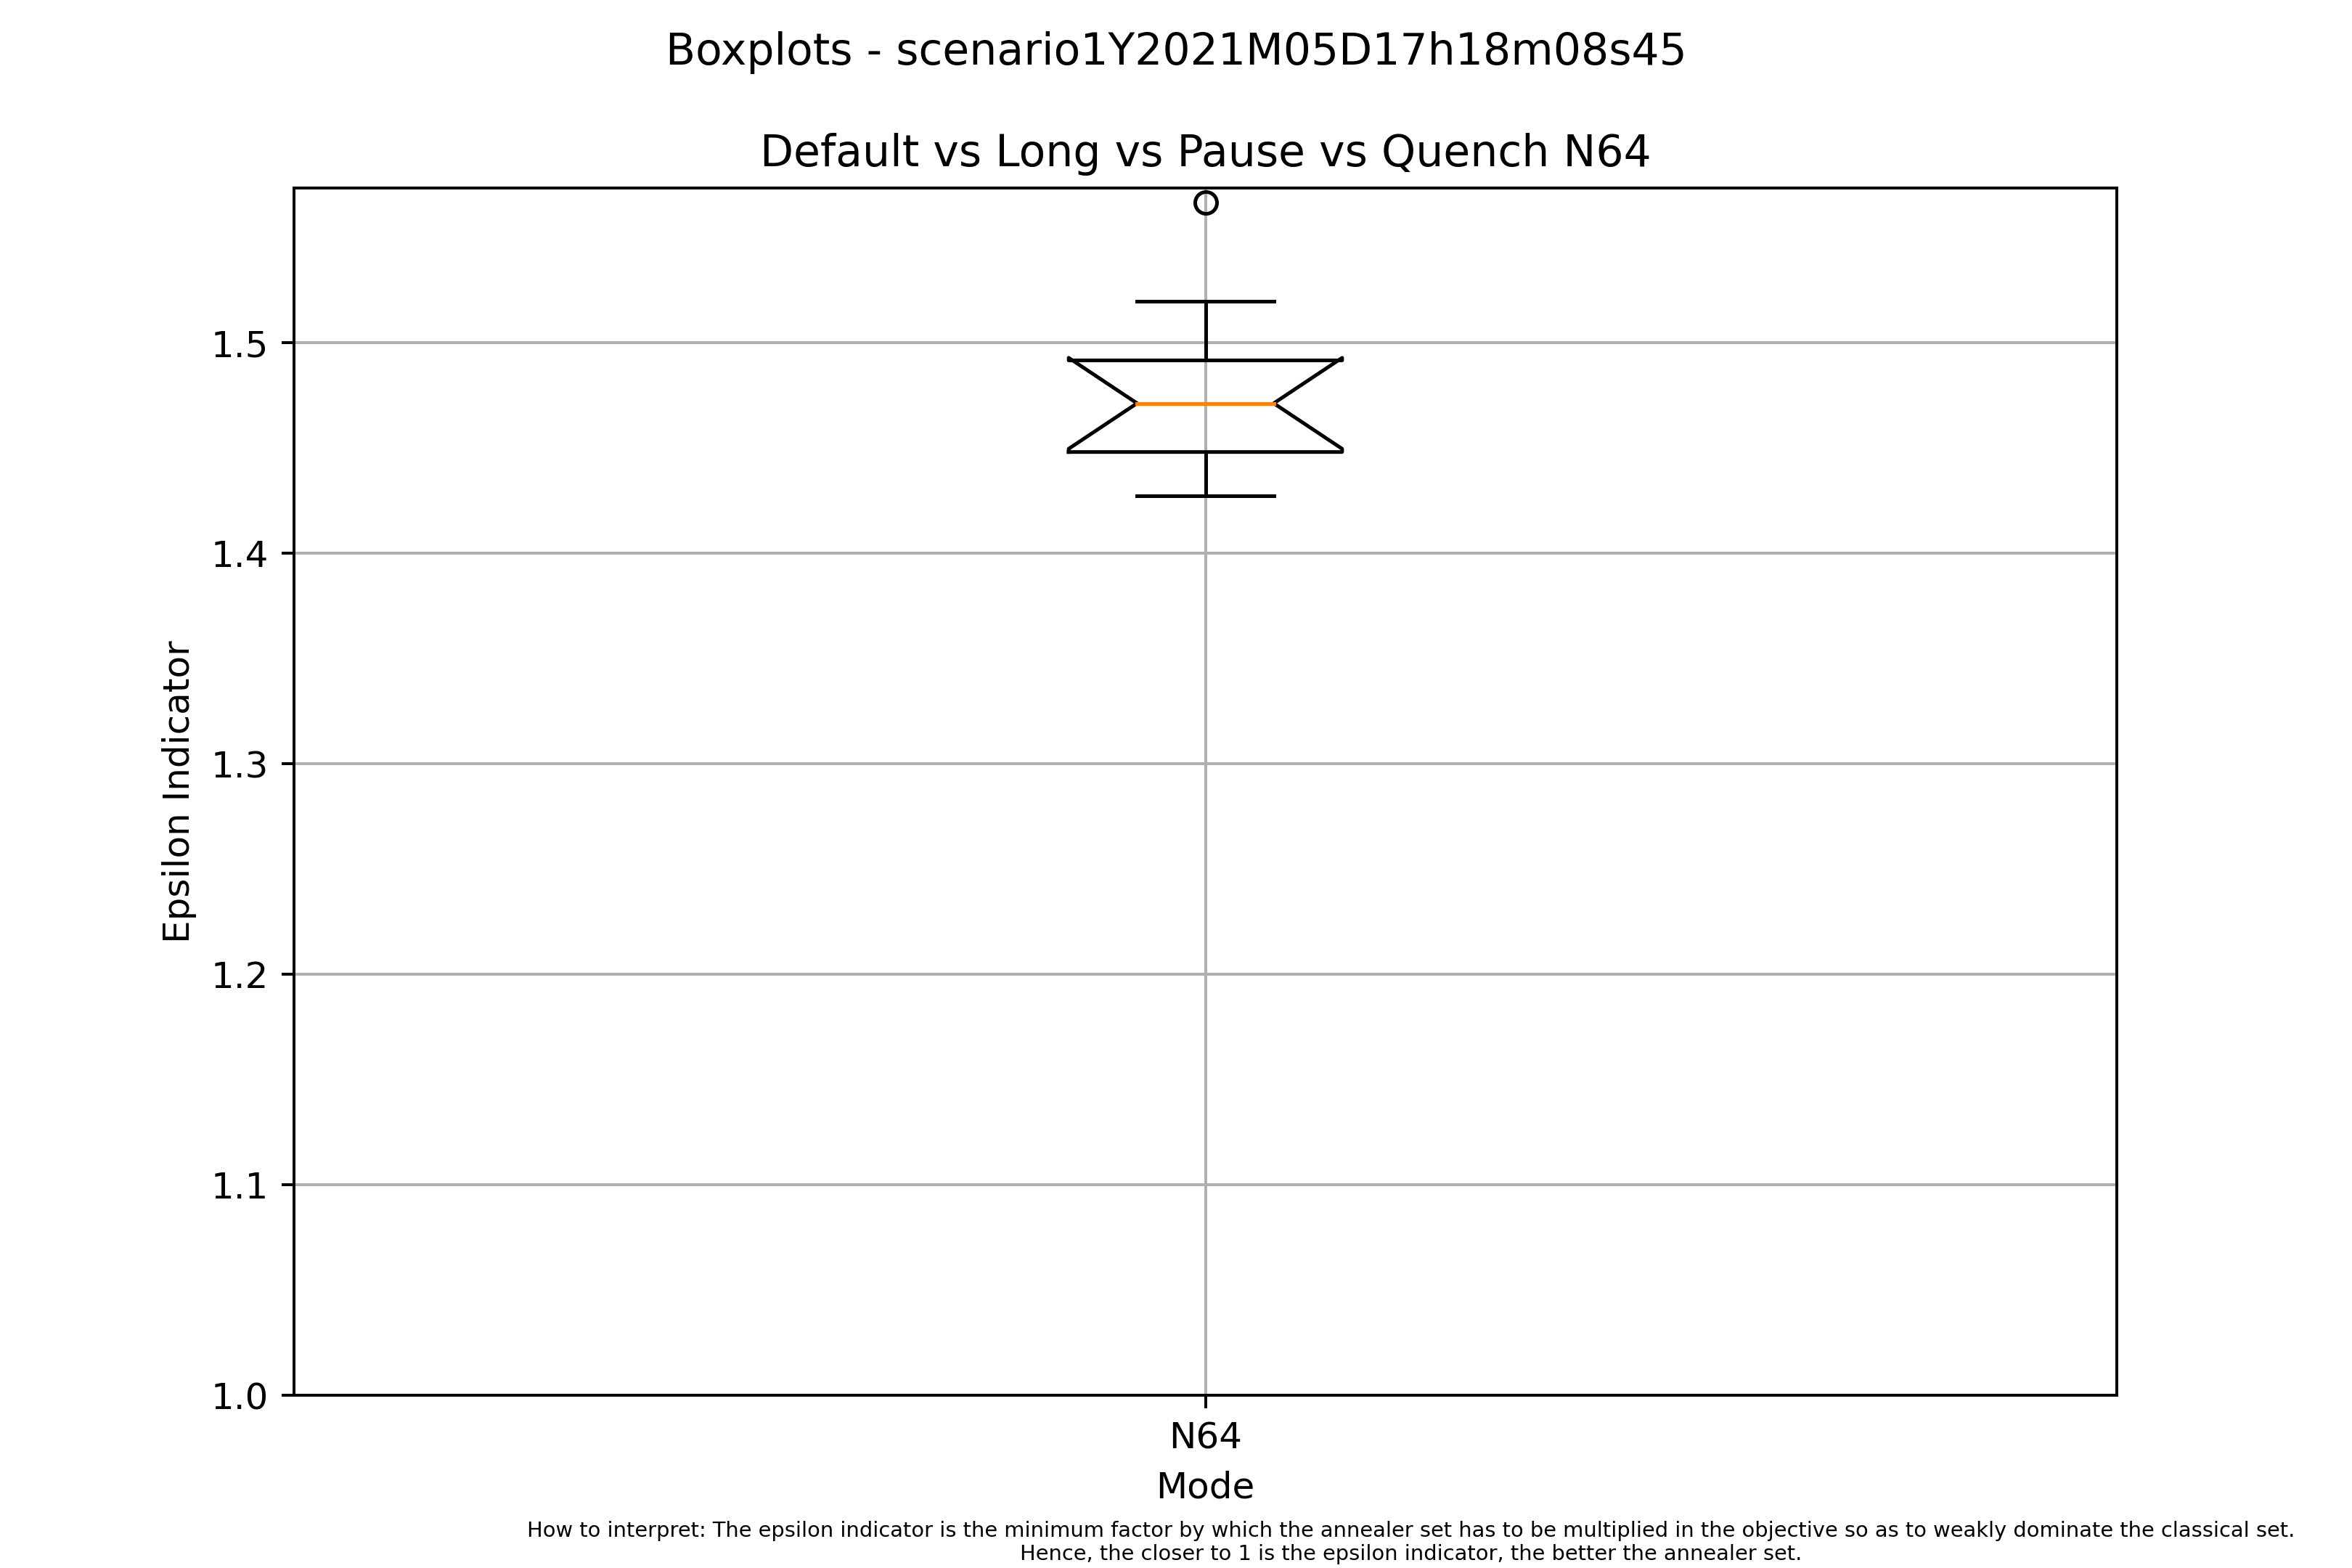 Boxplots - scenario1Y2021M05D17h18m08s45
Default vs Long vs Pause vs Quench N64
Epsilon Indicator
1.5
1.4
1.3
1.2
1.1
1.0
N64
Mode
How to interpret: The epsilon indicator is the minimum factor by which the annealer set has to be multiplied in the objective so as to weakly dominate the classical set.
Hence, the closer to 1 is the epsilon indicator, the better the annealer set.